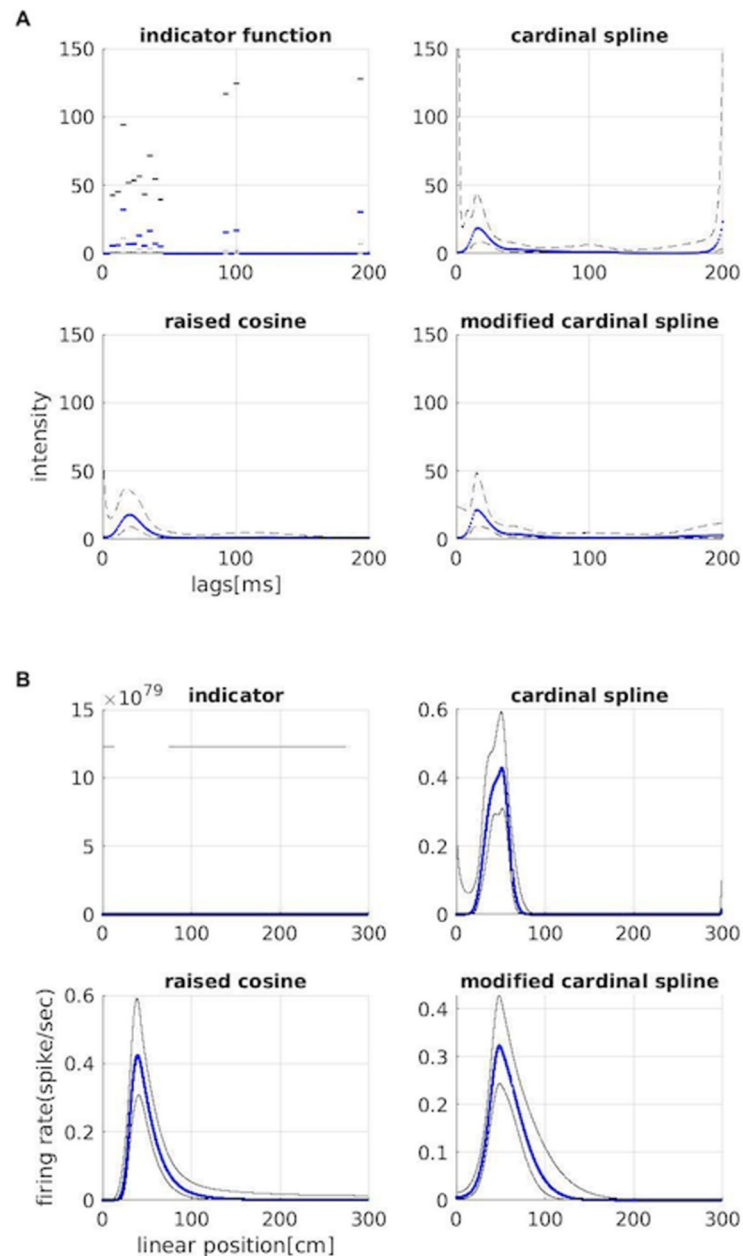 A
indicator function
cardinal spline
150
100
50
0
0 100 200
150
100
50
0
0 100 200
raised cosine
modified cardinal spline
intensity
150
100
50
0
0 100 200
lags[ms]
150
100
50
0
0 100 200
B
×10^79
indicator
cardinal spline
15
10
5
0
0 100 200 300
0.6
0.4
0.2
0
0 100 200 300
raised cosine
modified cardinal spline
firing rate(spike/sec)
0.6
0.4
0.2
0
0 100 200 300
linear position[cm]
0.4
0.3
0.2
0.1
0
0 100 200 300